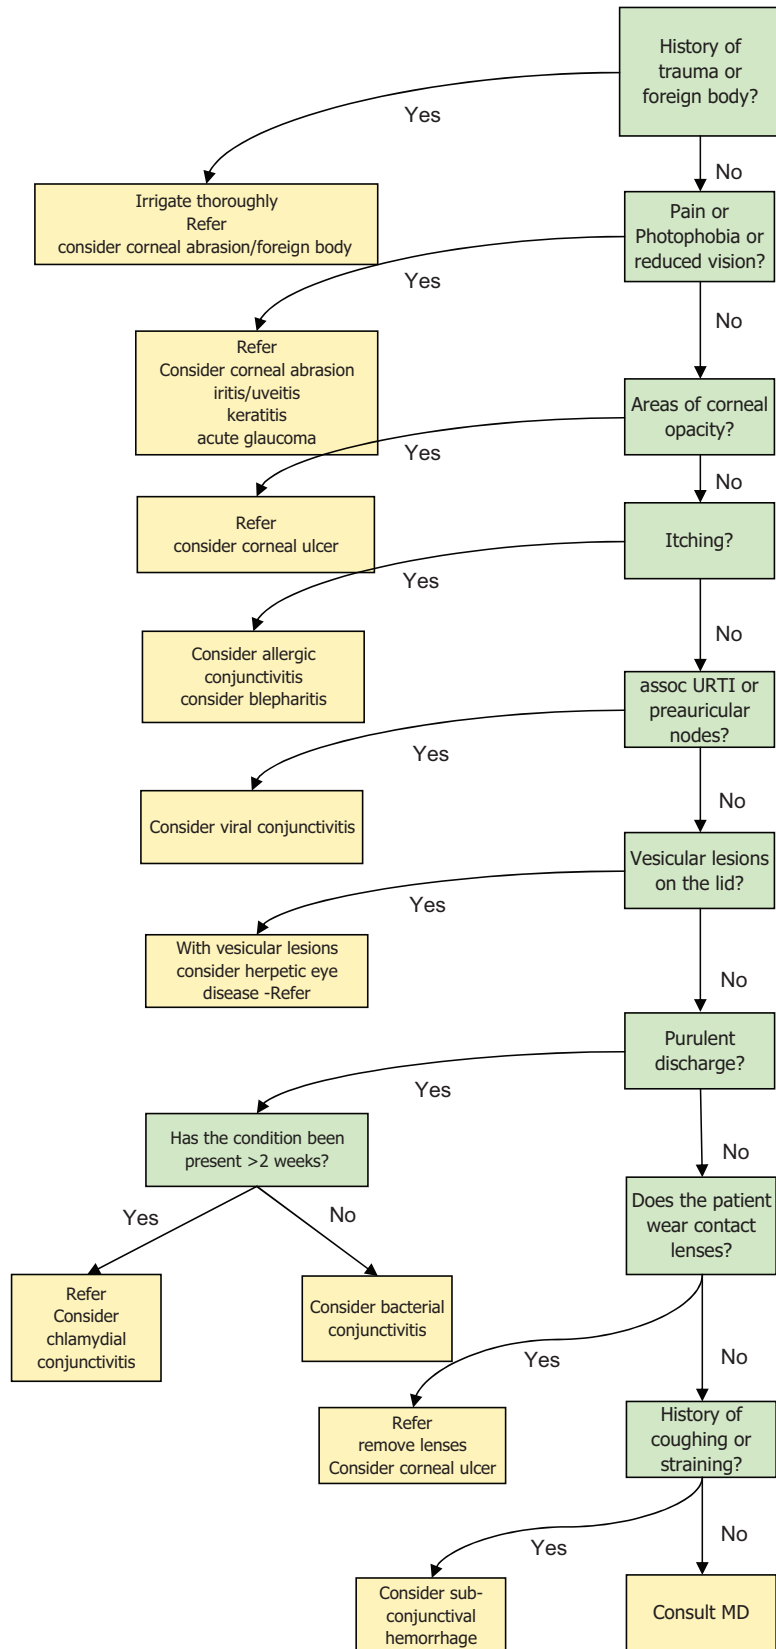 History of
trauma or
foreign body?
Yes
No
Irrigate thoroughly
Refer
consider corneal abrasion/foreign body
Pain or
Photophobia or
reduced vision?
Yes
No
Refer
Consider corneal abrasion
iritis/uveitis
keratitis
acute glaucoma
Areas of corneal
opacity?
Yes
No
Refer
consider corneal ulcer
Itching?
Yes
No
Consider allergic
conjunctivitis
consider blepharitis
assoc URTI or
preauricular
nodes?
Yes
No
Consider viral conjunctivitis
Vesicular lesions
on the lid?
Yes
No
With vesicular lesions
consider herpetic eye
disease -Refer
Purulent
discharge?
Yes
No
Has the condition been
present >2 weeks?
Yes
No
Refer
Consider
chlamydial
conjunctivitis
Consider bacterial
conjunctivitis
Does the patient
wear contact
lenses?
Yes
No
Refer
remove lenses
Consider corneal ulcer
History of
coughing or
straining?
Yes
No
Consider sub-
conjunctival
hemorrhage
Consult MD